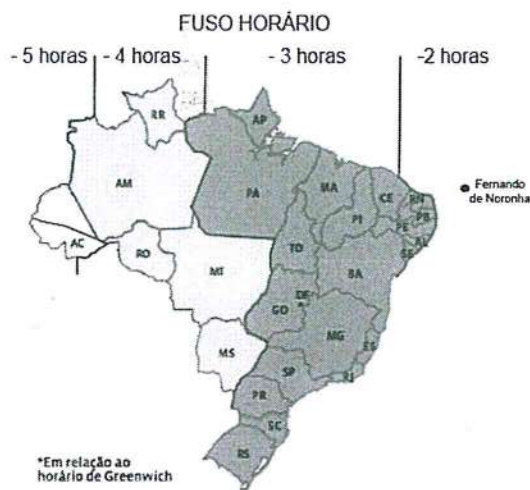 FUSO HORÁRIO
- 5 horas
- 4 horas
- 3 horas
-2 horas
RR
AP
AM
PA
MA
CE
RN
Fernando
de Noronha
PB
PI
PE
AL
SE
AC
RO
TO
BA
MT
DF
GO
MG
ES
MS
SP
RJ
PR
SC
RS
*Em relação ao
horário de Greenwich